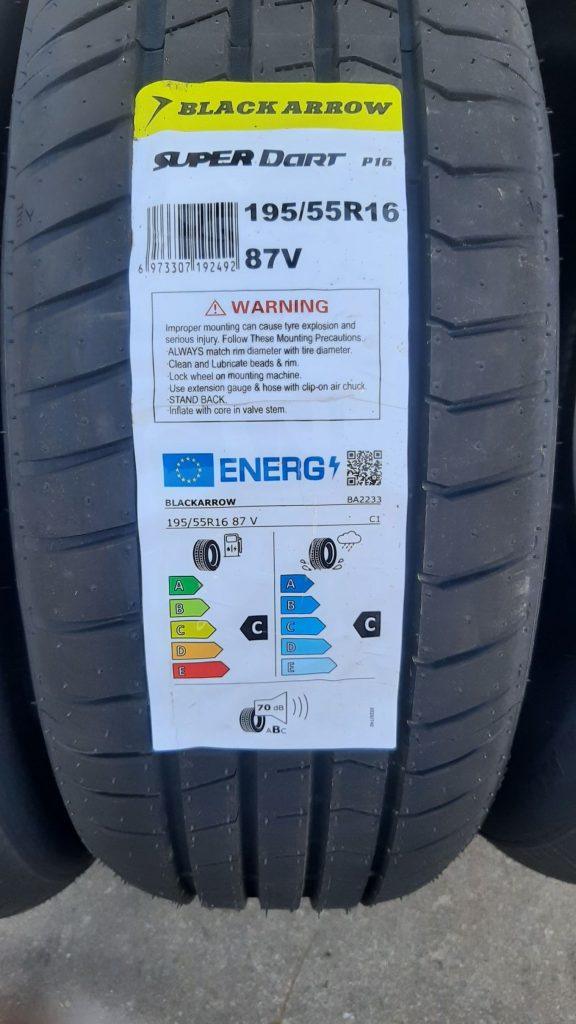 BLACK ARROW
SUPER DART P16
195/55R16
87V
6 973307 192492
WARNING
Improper mounting can cause tyre explosion and
serious injury. Follow These Mounting Precautions.
·ALWAYS match rim diameter with tire diameter.
·Clean and Lubricate beads & rim.
·Lock wheel on mounting machine.
·Use extension gauge & hose with clip-on air chuck.
·STAND BACK.
·Inflate with core in valve stem.
ENERG
BLACKARROW BA2233
195/55R16 87 V C1
A A
B B
C C C C
D D
E E
70 dB
ABC